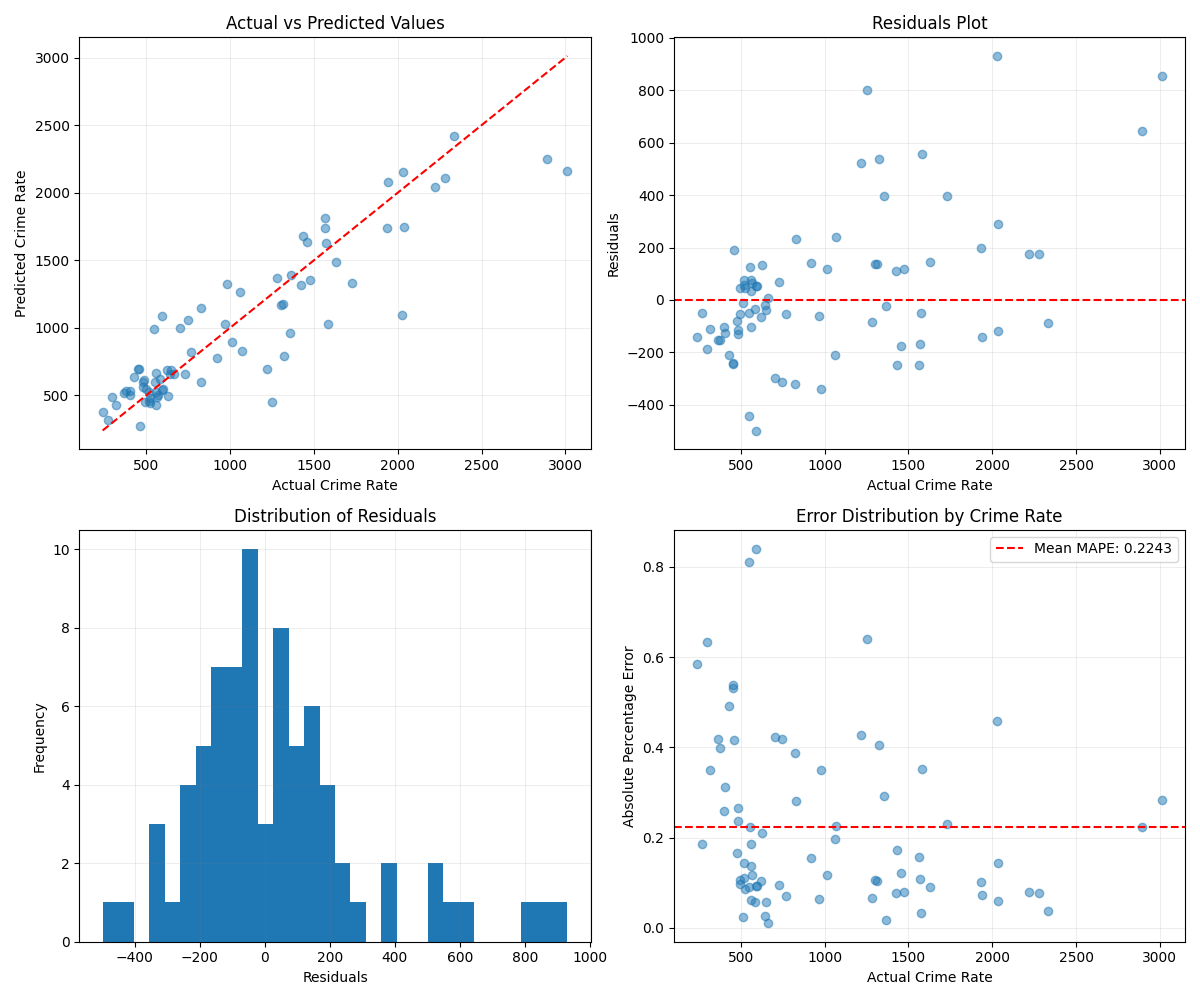 Actual vs Predicted Values
3000
2500
2000
1500
1000
500
Predicted Crime Rate
500 1000 1500 2000 2500 3000
Actual Crime Rate
Residuals Plot
1000
800
600
400
200
0
−200
−400
Residuals
500 1000 1500 2000 2500 3000
Actual Crime Rate
Distribution of Residuals
10
8
6
4
2
0
Frequency
−400 −200 0 200 400 600 800 1000
Residuals
Error Distribution by Crime Rate
Mean MAPE: 0.2243
0.8
0.6
0.4
0.2
0.0
Absolute Percentage Error
500 1000 1500 2000 2500 3000
Actual Crime Rate